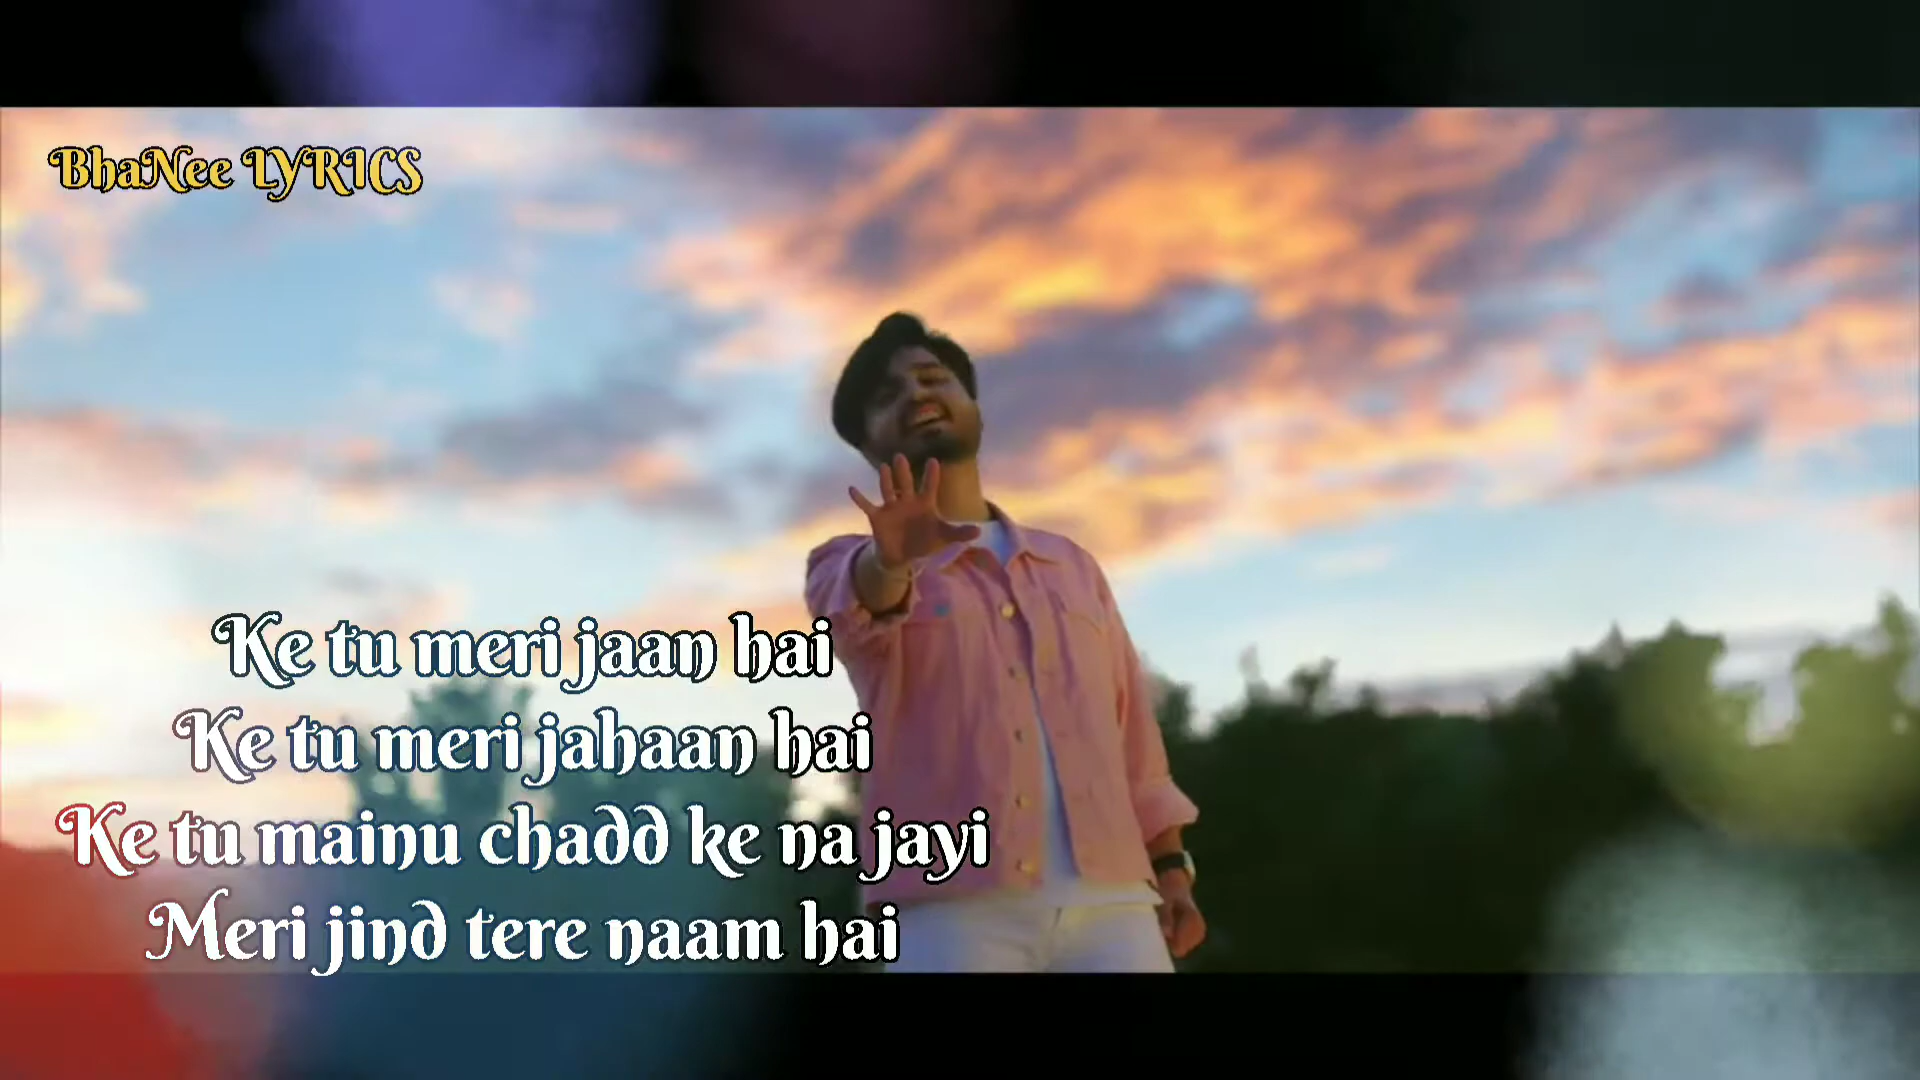 BhaNee LYRICS
Ke tu meri jaan hai
Ke tu meri jahaan hai
Ke tu mainu chadd ke na jayi
Meri jind tere naam hai